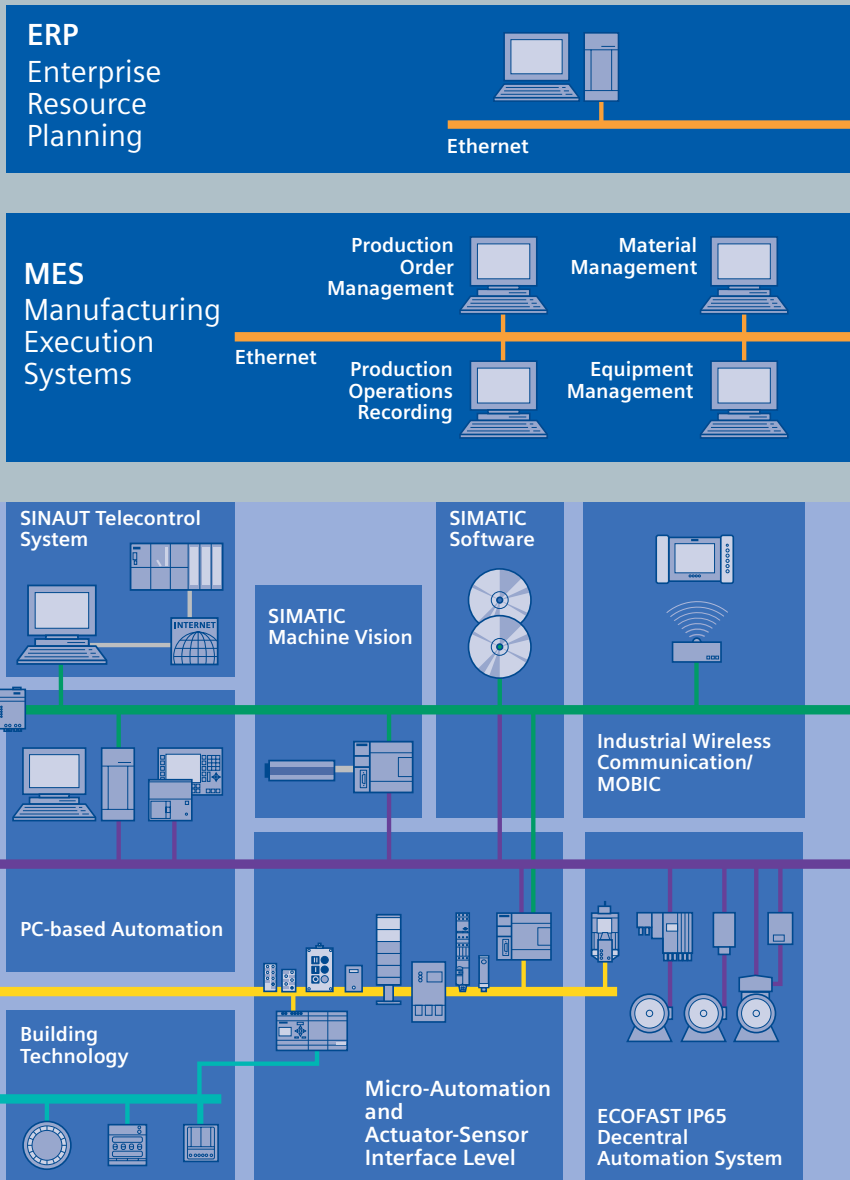 ERP
Enterprise
Resource
Planning
Ethernet
MES
Manufacturing
Execution
Systems
Production
Order
Management
Material
Management
Ethernet
Production
Operations
Recording
Equipment
Management
SINAUT Telecontrol
System
INTERNET
SIMATIC
Machine Vision
SIMATIC
Software
Industrial Wireless
Communication/
MOBIC
PC-based Automation
Building
Technology
Micro-Automation
and
Actuator-Sensor
Interface Level
ECOFAST IP65
Decentral
Automation System